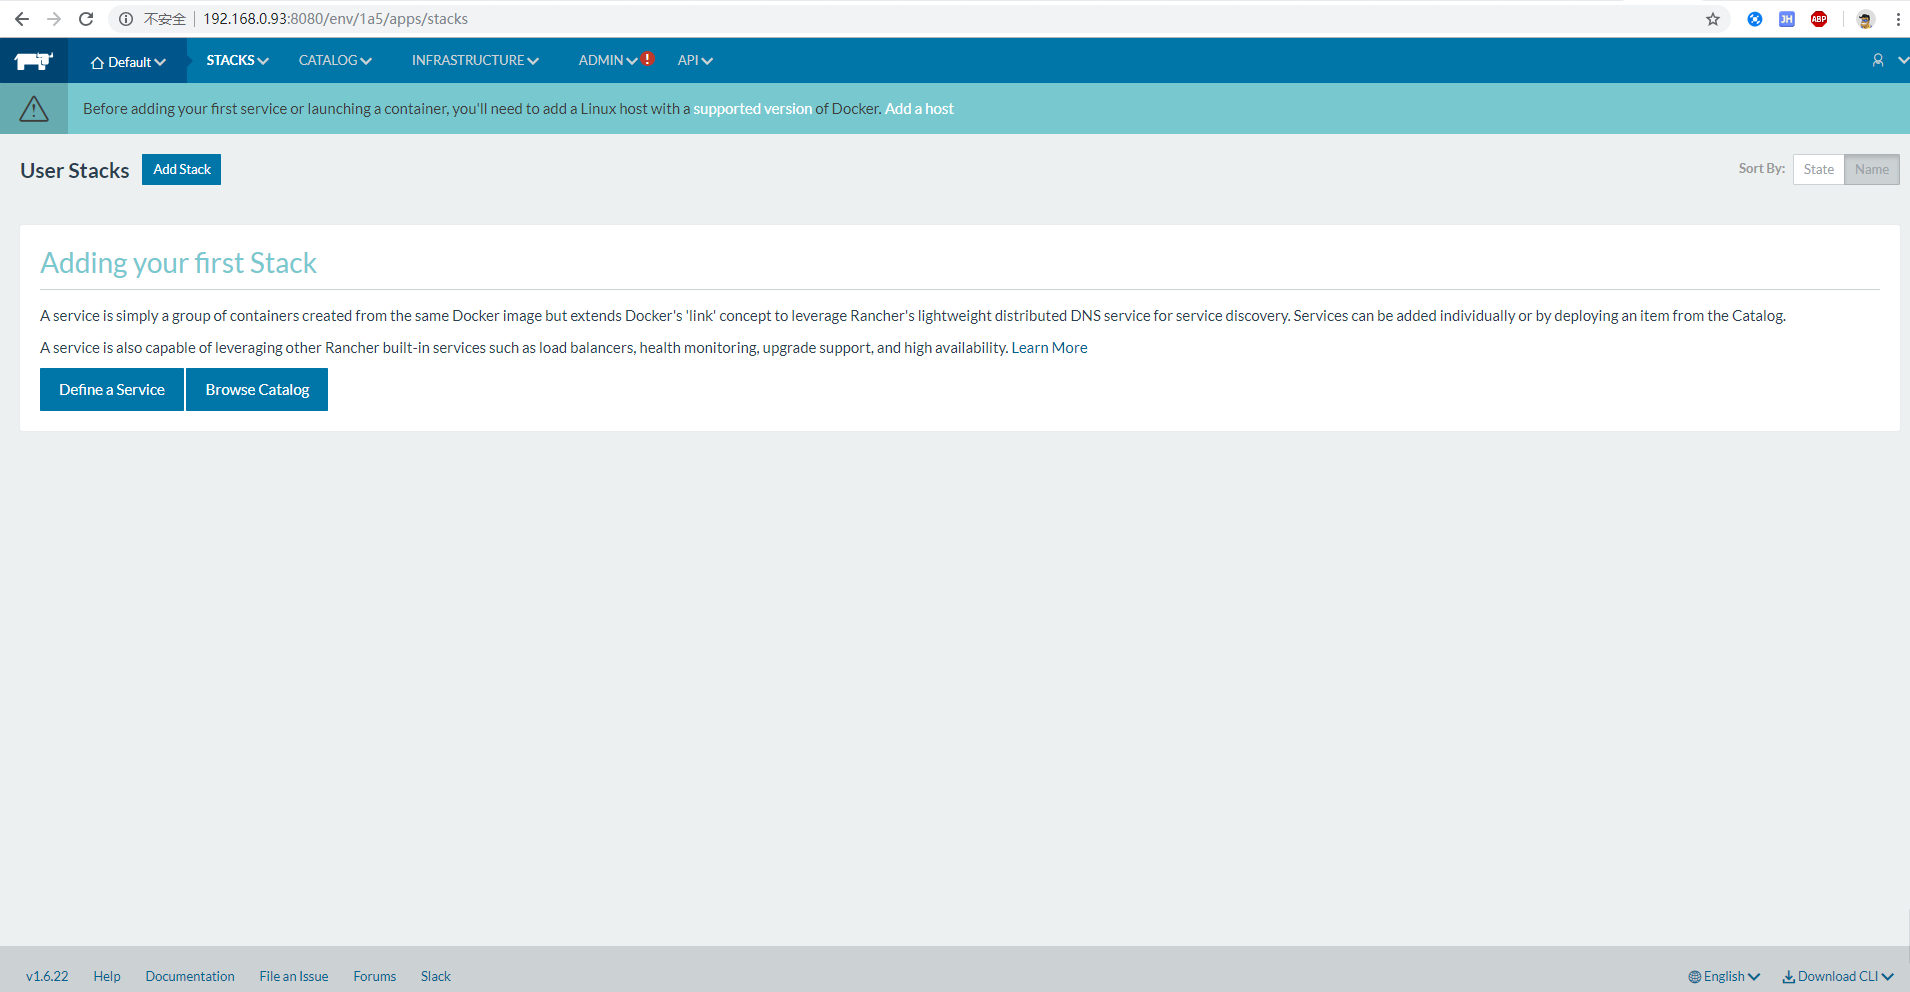 不安全 192.168.0.93:8080/env/1a5/apps/stacks
JH ABP
Default STACKS CATALOG INFRASTRUCTURE ADMIN ! API
Before adding your first service or launching a container, you'll need to add a Linux host with a supported version of Docker. Add a host
User Stacks Add Stack Sort By: State Name
Adding your first Stack
A service is simply a group of containers created from the same Docker image but extends Docker's 'link' concept to leverage Rancher's lightweight distributed DNS service for service discovery. Services can be added individually or by deploying an item from the Catalog.
A service is also capable of leveraging other Rancher built-in services such as load balancers, health monitoring, upgrade support, and high availability. Learn More
Define a Service Browse Catalog
v1.6.22 Help Documentation File an Issue Forums Slack English Download CLI